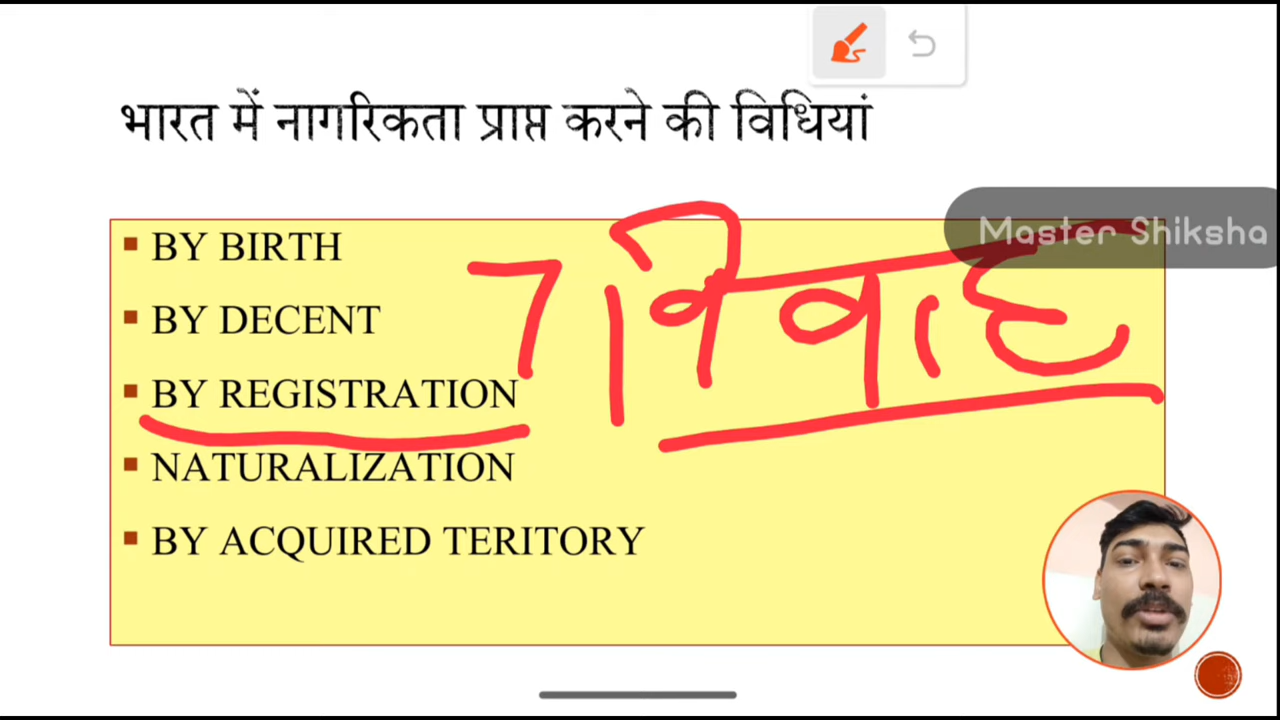 भारत में नागरिकता प्राप्त करने की विधियां
Master Shiksha
BY BIRTH
BY DECENT
7 विवाह
BY REGISTRATION
NATURALIZATION
BY ACQUIRED TERITORY